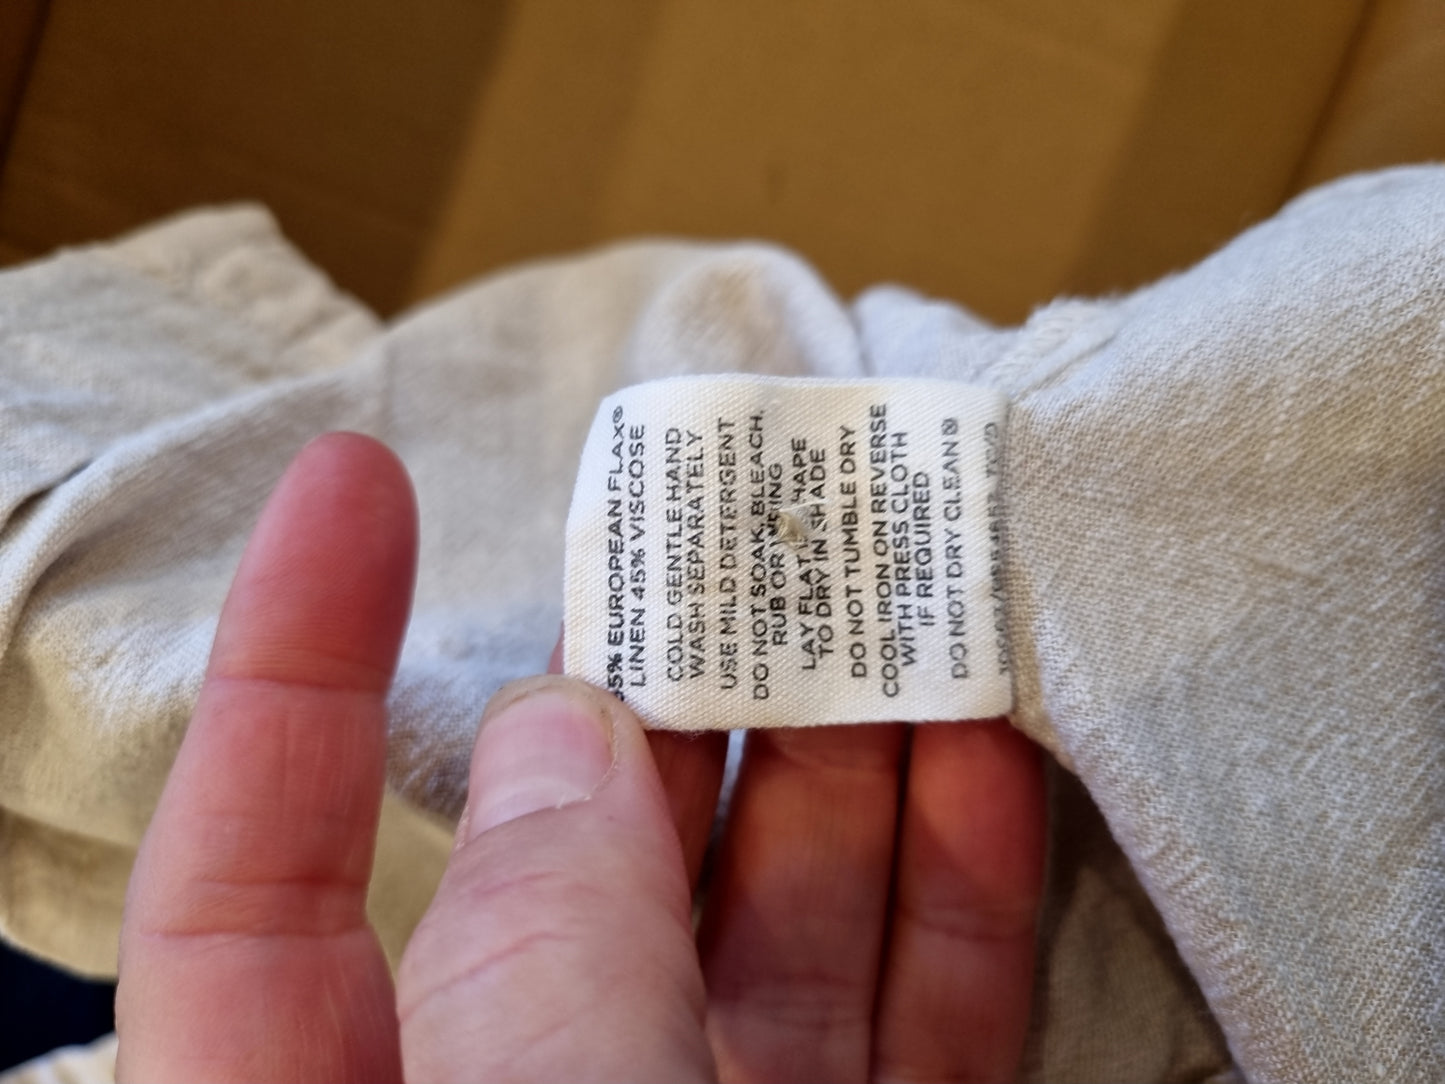 55% EUROPEAN FLAX®
LINEN 45% VISCOSE
COLD GENTLE HAND
WASH SEPARATELY
USE MILD DETERGENT
DO NOT SOAK, BLEACH,
RUB OR WRING
LAY FLAT
TO DRY IN SHADE
DO NOT TUMBLE DRY
COOL IRON ON REVERSE
WITH PRESS CLOTH
IF REQUIRED
DO NOT DRY CLEAN